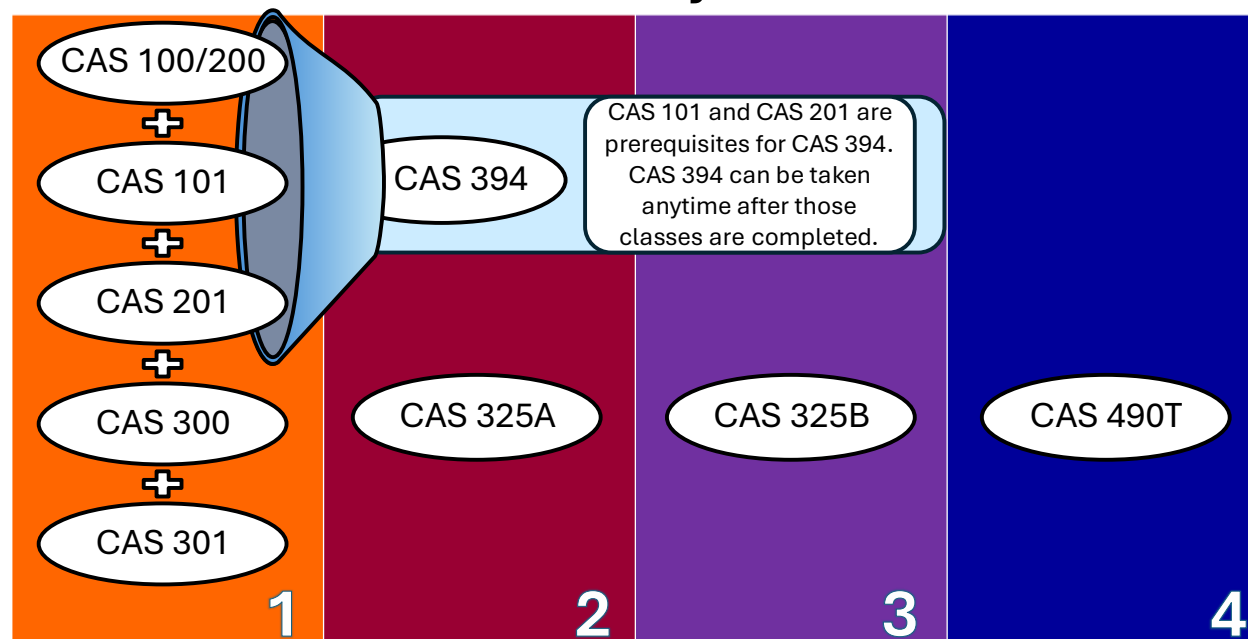 CAS 100/200
CAS 101
CAS 201
CAS 300
CAS 301
1
CAS 394
CAS 101 and CAS 201 are
prerequisites for CAS 394.
CAS 394 can be taken
anytime after those
classes are completed.
CAS 325A
2
CAS 325B
3
CAS 490T
4